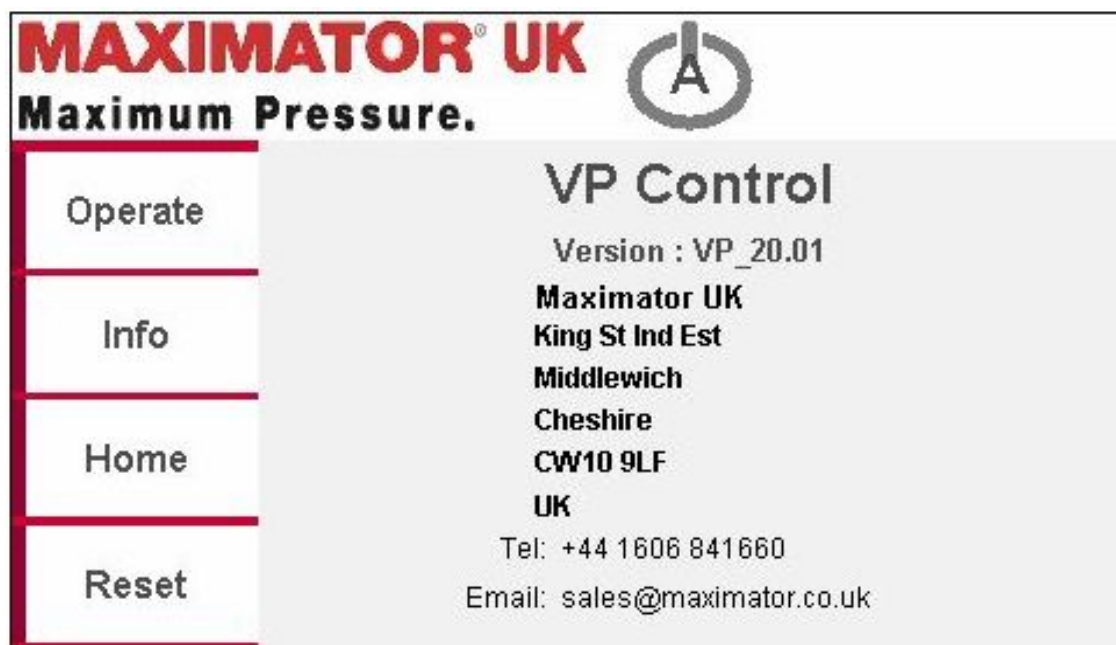 MAXIMATOR® UK
A
Maximum Pressure.
Operate
Info
Home
Reset
VP Control
Version : VP_20.01
Maximator UK
King St Ind Est
Middlewich
Cheshire
CW10 9LF
UK
Tel: +44 1606 841660
Email: sales@maximator.co.uk